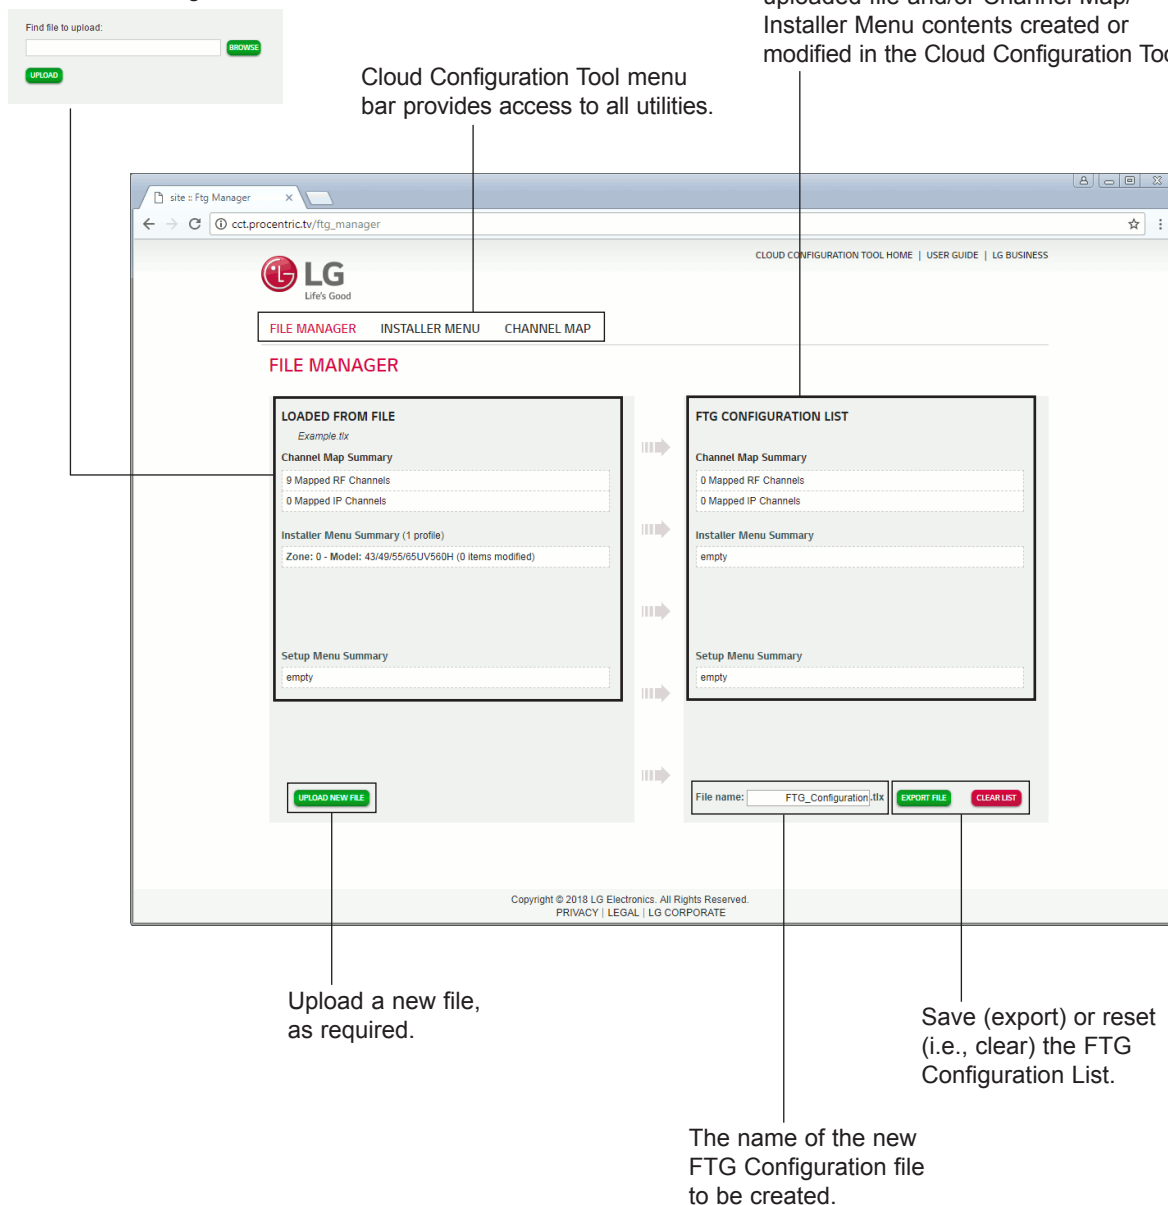 Find file to upload:
BROWSE
UPLOAD
uploaded file and/or Channel Map/
Installer Menu contents created or
modified in the Cloud Configuration
Cloud Configuration Tool menu
bar provides access to all utilities.
site :: Ftg Manager
cct.procentric.tv/ftg_manager
CLOUD CONFIGURATION TOOL HOME | USER GUIDE | LG BUSINESS
LG
Life's Good
FILE MANAGER INSTALLER MENU CHANNEL MAP
FILE MANAGER
LOADED FROM FILE
Example.tlx
Channel Map Summary
9 Mapped RF Channels
0 Mapped IP Channels
Installer Menu Summary (1 profile)
Zone: 0 - Model: 43/49/55/65UV560H (0 items modified)
Setup Menu Summary
empty
UPLOAD NEW FILE
FTG CONFIGURATION LIST
Channel Map Summary
0 Mapped RF Channels
0 Mapped IP Channels
Installer Menu Summary
empty
Setup Menu Summary
empty
File name: FTG_Configuration .tlx EXPORT FILE CLEAR LIST
Copyright © 2018 LG Electronics. All Rights Reserved.
PRIVACY | LEGAL | LG CORPORATE
Upload a new file,
as required.
Save (export) or reset
(i.e., clear) the FTG
Configuration List.
The name of the new
FTG Configuration file
to be created.